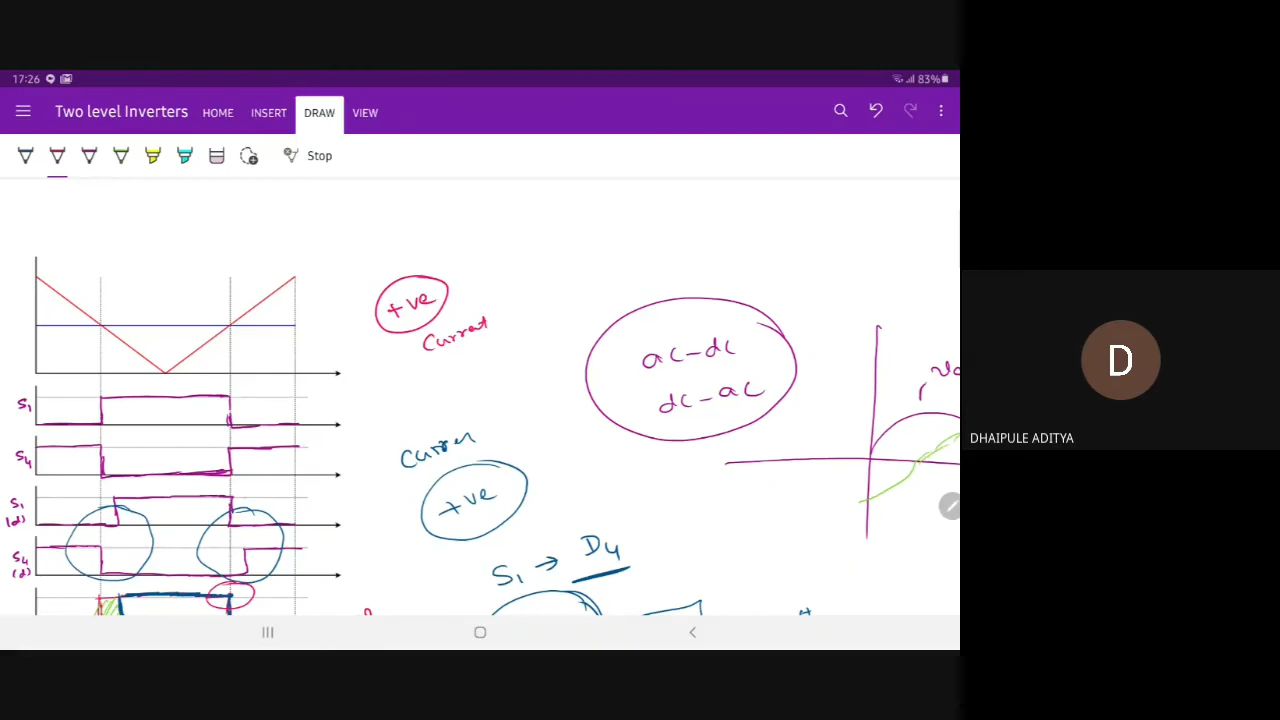 17:26
83%
Two level Inverters HOME INSERT DRAW VIEW
Stop
+ve
Current
ac-dc
dc-ac
S1
S4
Curren
+ve
S1
(d)
S4
(d)
S1 → D4
D
DHAIPULE ADITYA